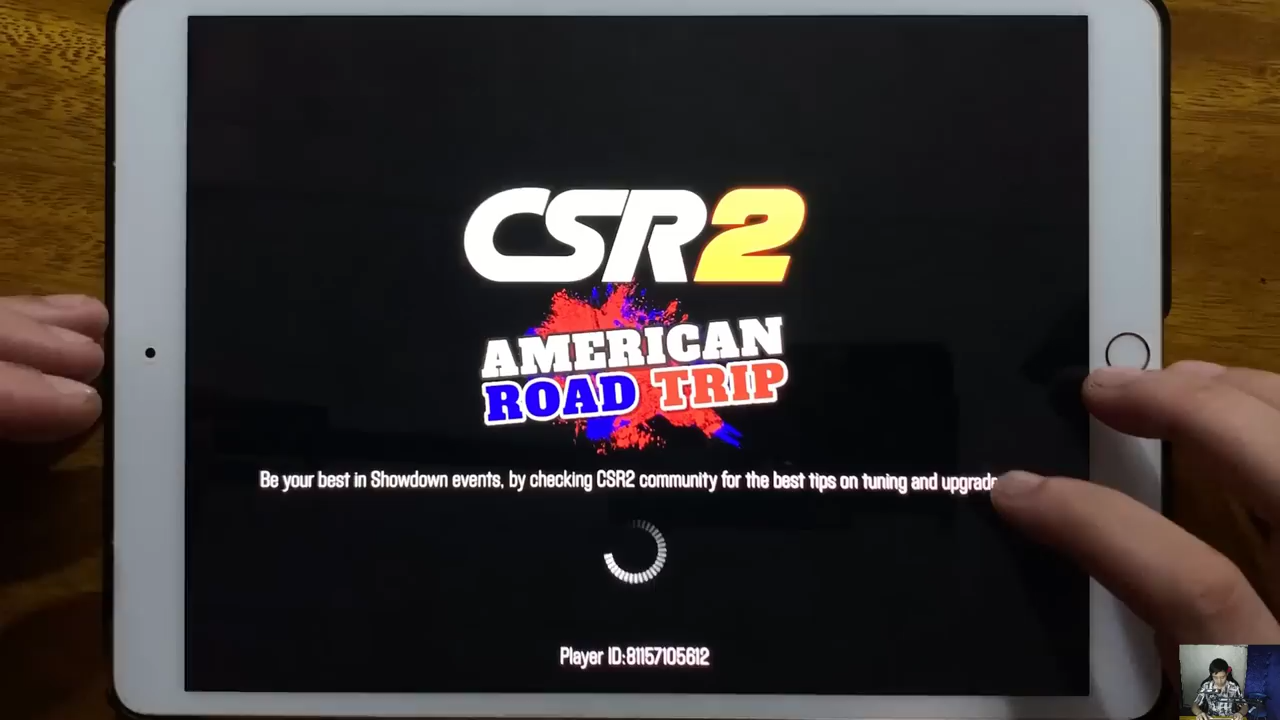 CSR2
AMERICAN
ROAD TRIP
Be your best in Showdown events, by checking CSR2 community for the best tips on tuning and
Player ID:81157105612